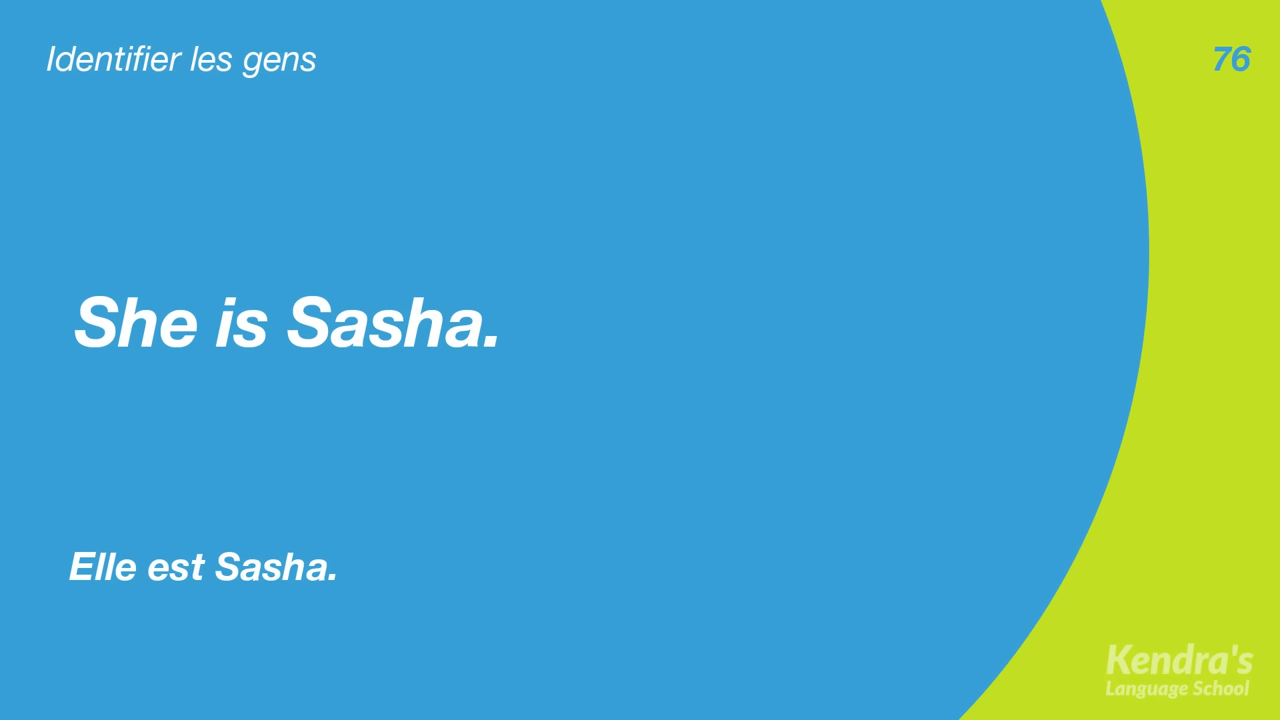 Identifier les gens
76
She is Sasha.
Elle est Sasha.
Kendra's
Language School